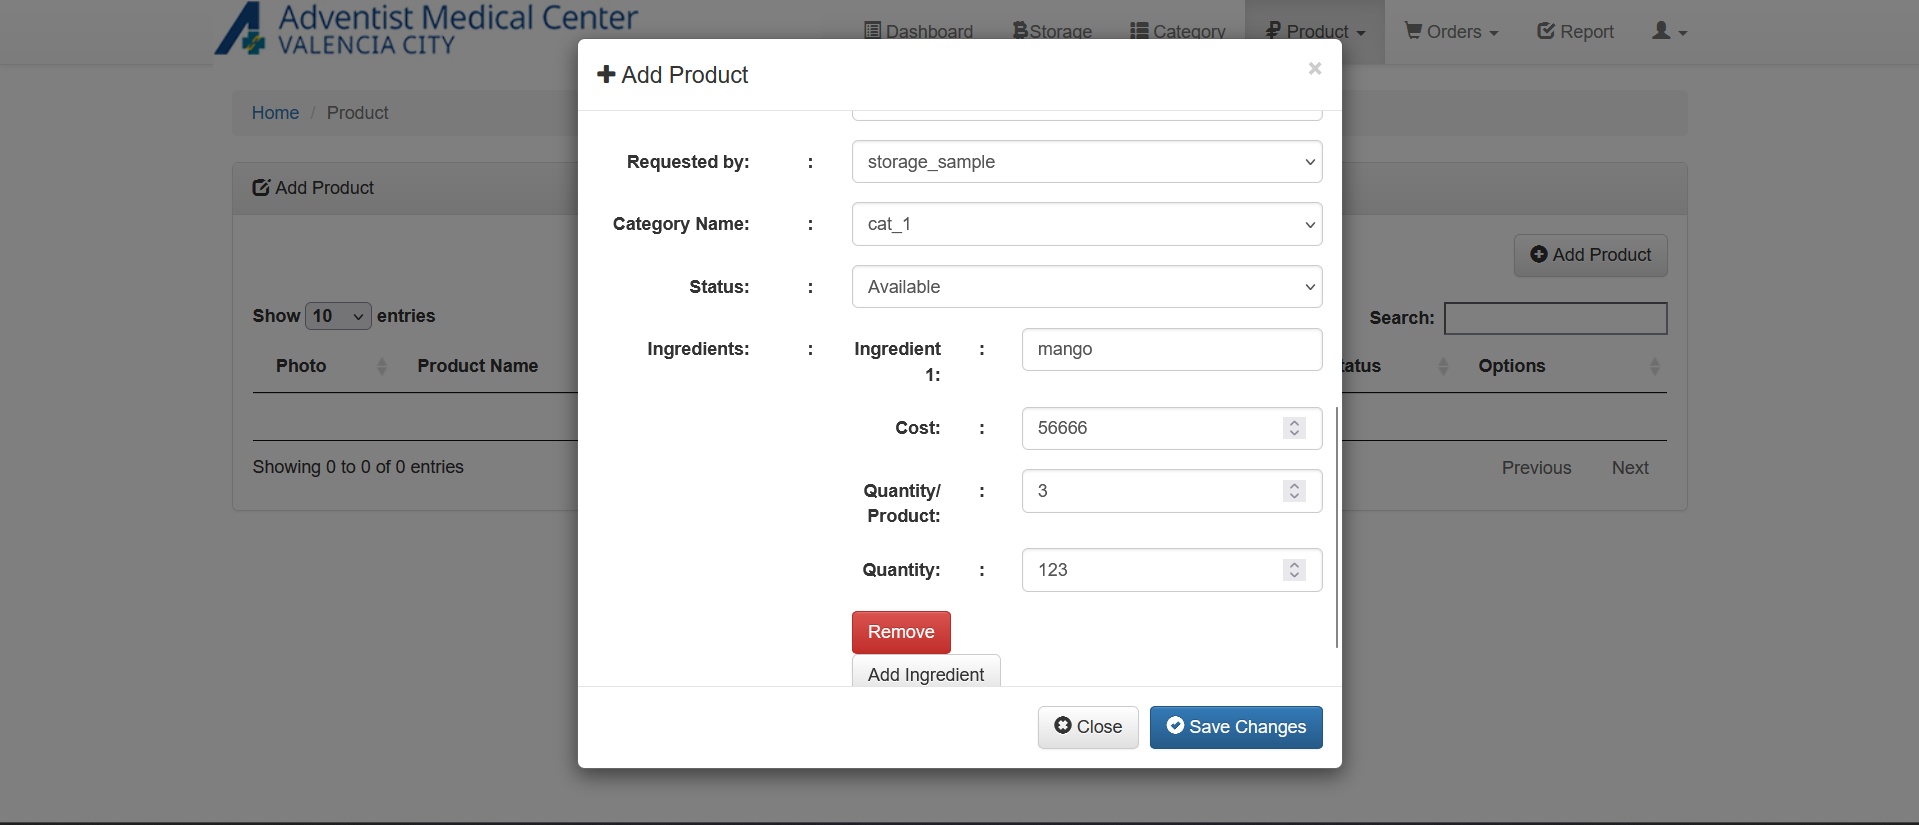 Adventist Medical Center
VALENCIA CITY
Dashboard
Storage
Category
Product
Orders
Report
Add Product
×
Home / Product
Requested by: : storage_sample
Add Product
Category Name: : cat_1
Add Product
Status: : Available
Show 10 entries
Search:
Ingredients: : Ingredient 1: : mango
Photo
Product Name
atus
Options
Cost: : 56666
Showing 0 to 0 of 0 entries
Previous
Next
Quantity/
Product:
: 3
Quantity: : 123
Remove
Add Ingredient
Close
Save Changes